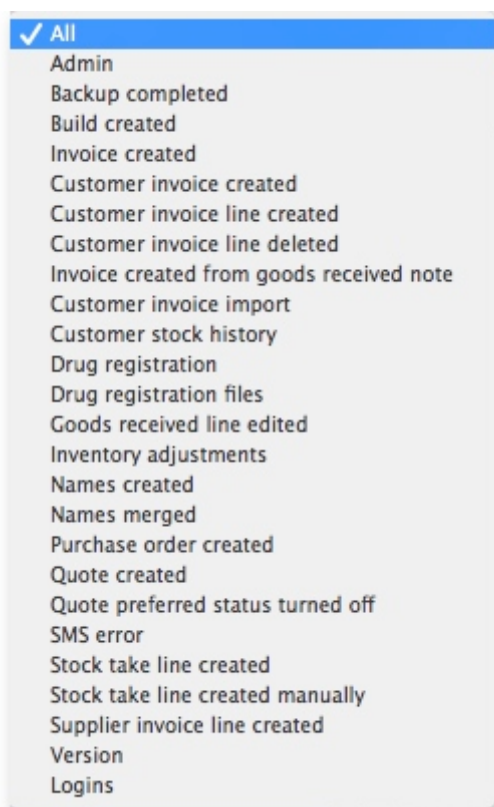 ✓ All
Admin
Backup completed
Build created
Invoice created
Customer invoice created
Customer invoice line created
Customer invoice line deleted
Invoice created from goods received note
Customer invoice import
Customer stock history
Drug registration
Drug registration files
Goods received line edited
Inventory adjustments
Names created
Names merged
Purchase order created
Quote created
Quote preferred status turned off
SMS error
Stock take line created
Stock take line created manually
Supplier invoice line created
Version
Logins